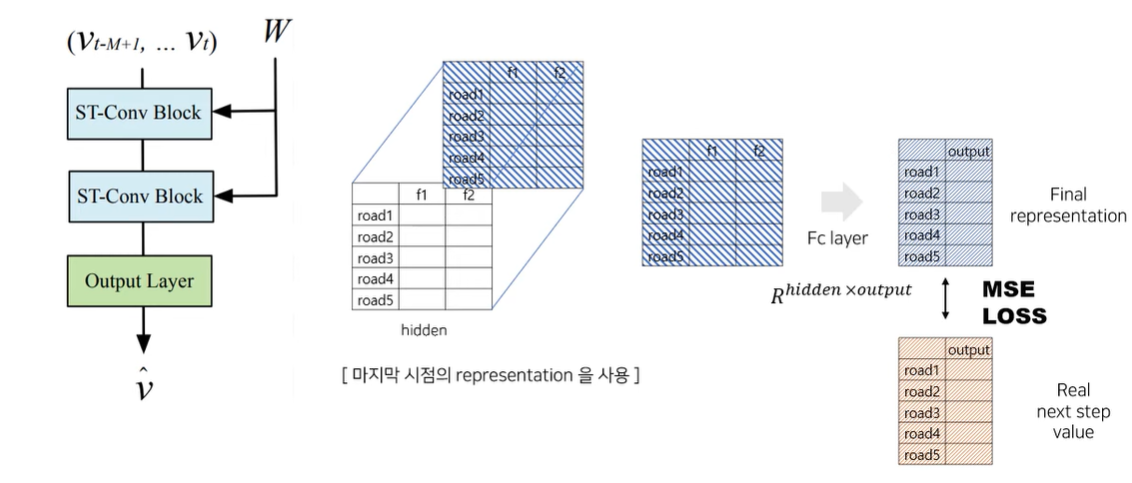 (v_{t-M+1}, ... v_t)
W
ST-Conv Block
ST-Conv Block
Output Layer
v̂
f1 f2
road1
road2
road3
road4
road5
f1 f2
road1
road2
road3
road4
road5
hidden
[ 마지막 시점의 representation 을 사용 ]
f1 f2
road1
road2
road3
road4
road5
Fc layer
R^{hidden ×output}
output
road1
road2
road3
road4
road5
Final
representation
MSE
LOSS
output
road1
road2
road3
road4
road5
Real
next step
value